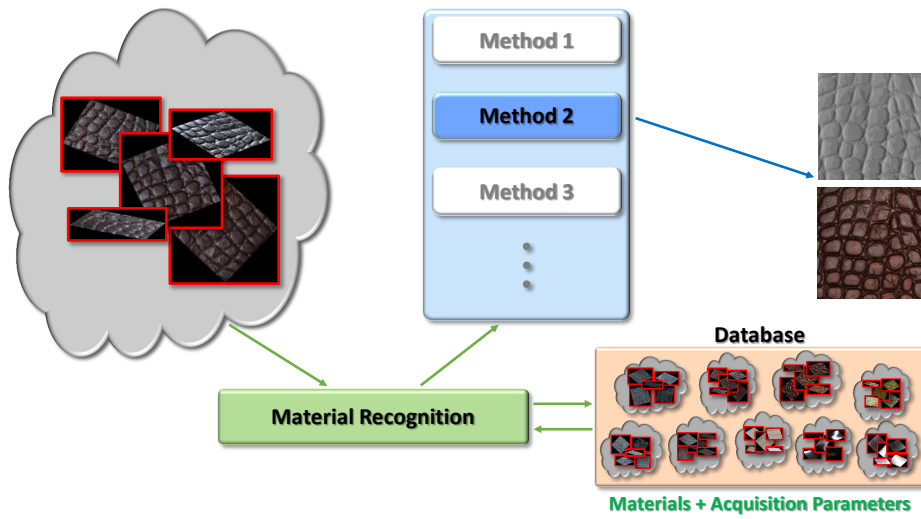 Method 1
Method 2
Method 3
Database
Material Recognition
Materials + Acquisition Parameters